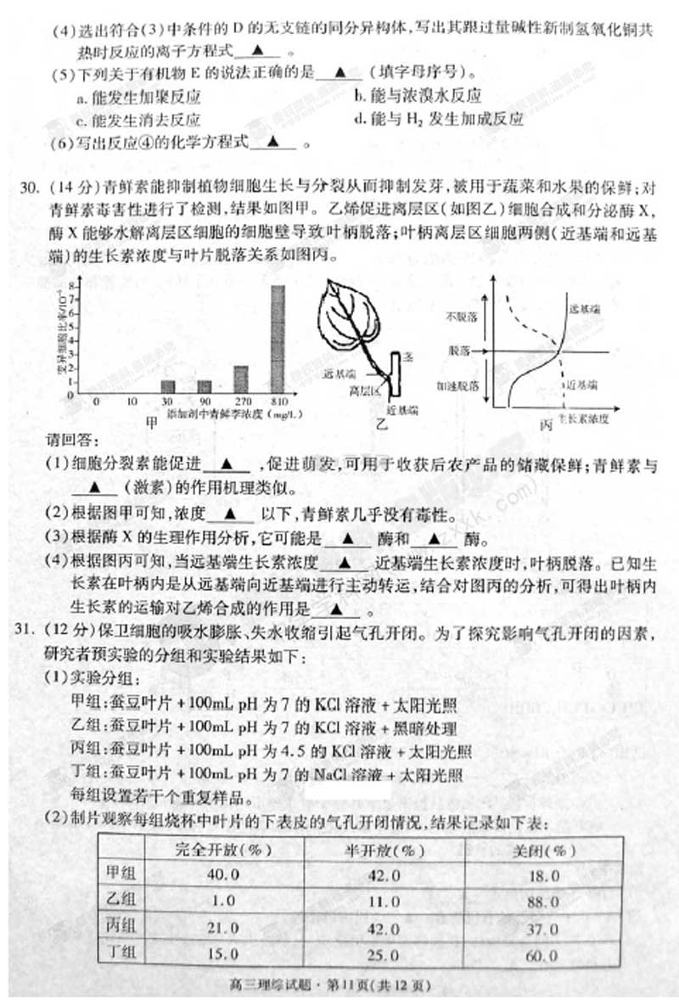 (4)选出符合(3)中条件的 D 的无支链的同分异构体,写出其跟过量碱性新制氢氧化铜共
热时反应的离子方程式 ▲ 。
(5)下列关于有机物 E 的说法正确的是 ▲ (填字母序号)。
a. 能发生加聚反应 b. 能与浓溴水反应
c. 能发生消去反应 d. 能与 H₂ 发生加成反应
(6)写出反应④的化学方程式 ▲ 。
30. (14 分)青鲜素能抑制植物细胞生长与分裂从而抑制发芽,被用于蔬菜和水果的保鲜;对
青鲜素毒害性进行了检测,结果如图甲。乙烯促进离层区(如图乙)细胞合成和分泌酶 X,
酶 X 能够水解离层区细胞的细胞壁导致叶柄脱落;叶柄离层区细胞两侧(近基端和远基
端)的生长素浓度与叶片脱落关系如图丙。
变异细胞比率/10⁻³
8
7
6
5
4
3
2
1
0
0 10 30 90 270 810
添加剂中青鲜素浓度(mg/L)
甲
远基端
离层区
茎
近基端
乙
不脱落
脱落
加速脱落
远基端
近基端
生长素浓度
丙
请回答:
(1)细胞分裂素能促进 ▲ ,促进萌发,可用于收获后农产品的储藏保鲜;青鲜素与
▲ (激素)的作用机理类似。
(2)根据图甲可知,浓度 ▲ 以下,青鲜素几乎没有毒性。
(3)根据酶 X 的生理作用分析,它可能是 ▲ 酶和 ▲ 酶。
(4)根据图丙可知,当远基端生长素浓度 ▲ 近基端生长素浓度时,叶柄脱落。已知生
长素在叶柄内是从远基端向近基端进行主动转运,结合对图丙的分析,可得出叶柄内
生长素的运输对乙烯合成的作用是 ▲ 。
31. (12 分)保卫细胞的吸水膨胀、失水收缩引起气孔开闭。为了探究影响气孔开闭的因素,
研究者预实验的分组和实验结果如下:
(1)实验分组:
甲组:蚕豆叶片 + 100mL pH 为 7 的 KCl 溶液 + 太阳光照
乙组:蚕豆叶片 + 100mL pH 为 7 的 KCl 溶液 + 黑暗处理
丙组:蚕豆叶片 + 100mL pH 为 4.5 的 KCl 溶液 + 太阳光照
丁组:蚕豆叶片 + 100mL pH 为 7 的 NaCl 溶液 + 太阳光照
每组设置若干个重复样品。
(2)制片观察每组烧杯中叶片的下表皮的气孔开闭情况,结果记录如下表:
完全开放(%) 半开放(%) 关闭(%)
甲组 40.0 42.0 18.0
乙组 1.0 11.0 88.0
丙组 21.0 42.0 37.0
丁组 15.0 25.0 60.0
高三理综试题·第11页(共12页)